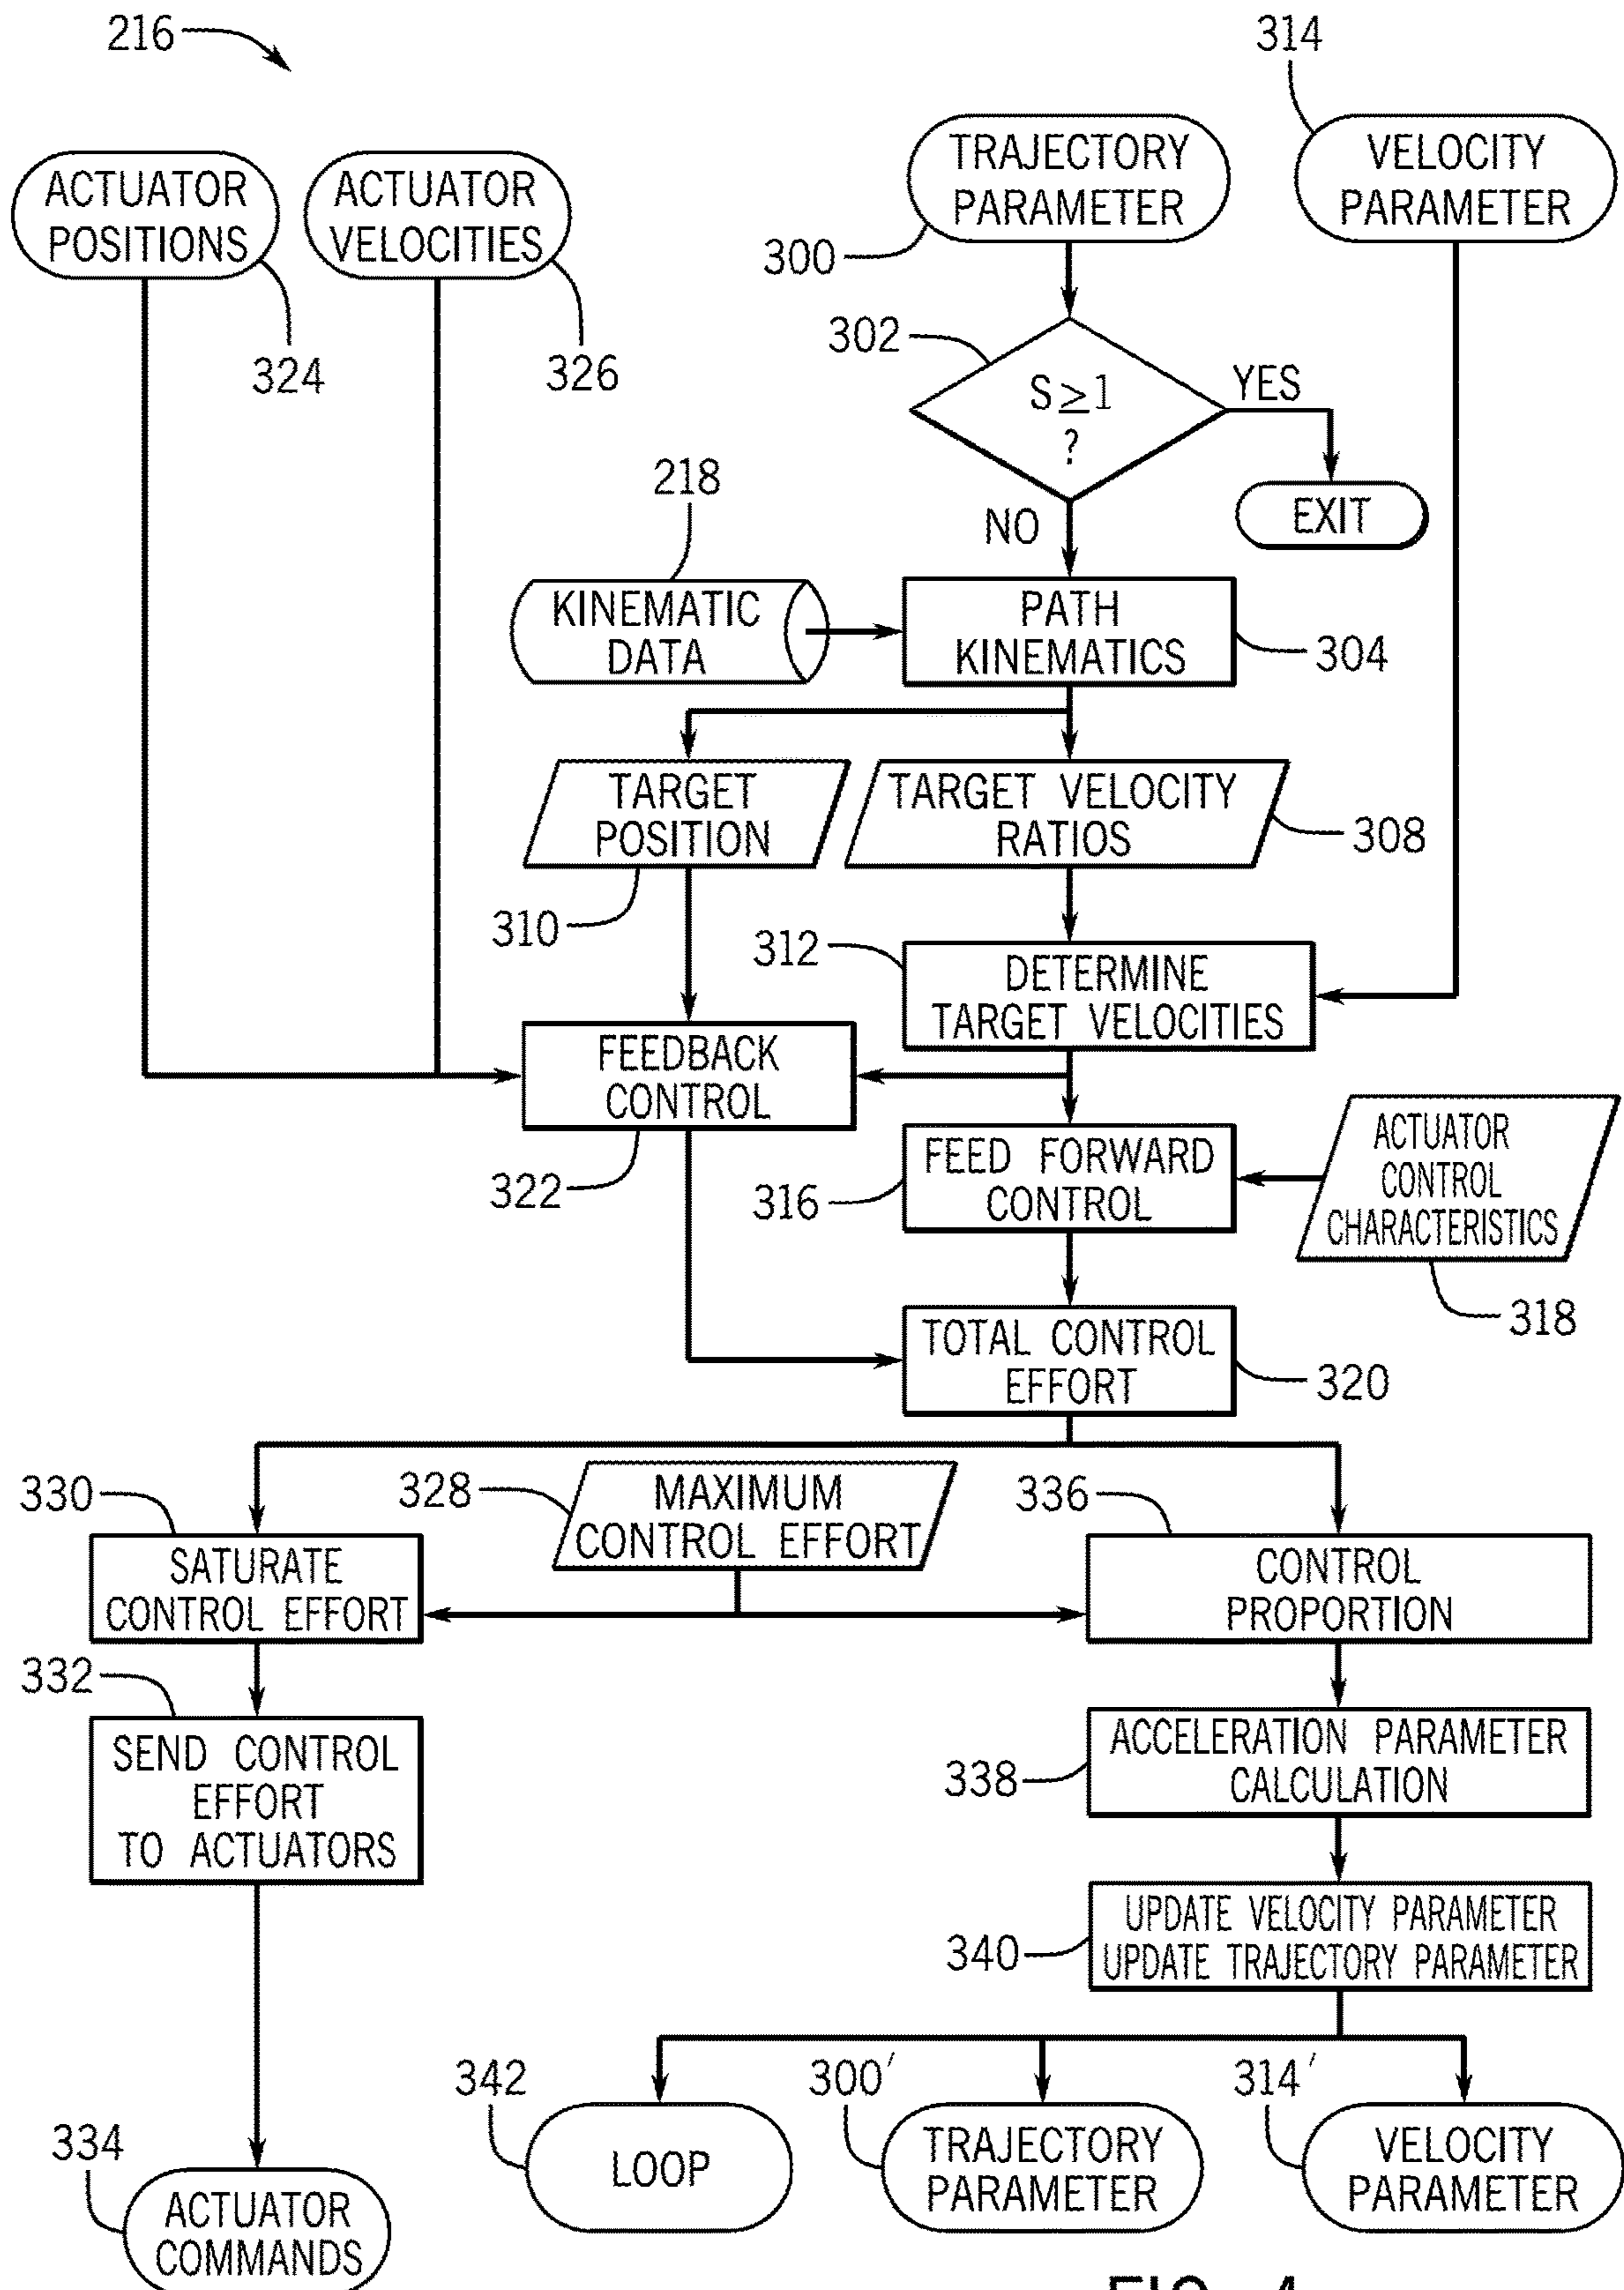 216
314
TRAJECTORY
PARAMETER
VELOCITY
PARAMETER
ACTUATOR
POSITIONS
ACTUATOR
VELOCITIES
300
324
326
302
S≥1
?
YES
EXIT
NO
218
KINEMATIC
DATA
PATH
KINEMATICS
304
TARGET
POSITION
TARGET VELOCITY
RATIOS
308
310
312
DETERMINE
TARGET VELOCITIES
FEEDBACK
CONTROL
322
316
FEED FORWARD
CONTROL
ACTUATOR
CONTROL
CHARACTERISTICS
318
TOTAL CONTROL
EFFORT
320
330
328
MAXIMUM
CONTROL EFFORT
336
SATURATE
CONTROL EFFORT
CONTROL
PROPORTION
332
SEND CONTROL
EFFORT
TO ACTUATORS
338
ACCELERATION PARAMETER
CALCULATION
340
UPDATE VELOCITY PARAMETER
UPDATE TRAJECTORY PARAMETER
342
300′
314′
LOOP
TRAJECTORY
PARAMETER
VELOCITY
PARAMETER
334
ACTUATOR
COMMANDS
FIG. 4